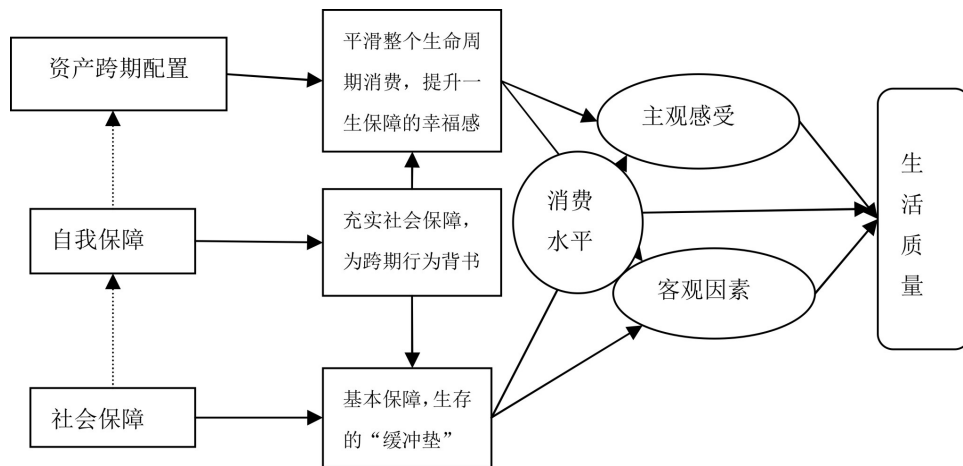 资产跨期配置
平滑整个生命周
期消费，提升一
生保障的幸福感
主观感受
自我保障
充实社会保障，
为跨期行为背书
消费
水平
客观因素
生
活
质
量
社会保障
基本保障，生存
的“缓冲垫”